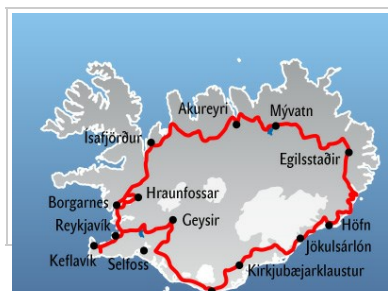 Akureyri
Mývatn
Ísafjörður
Egilsstaðir
Hraunfossar
Borgarnes
Geysir
Reykjavík
Höfn
Jökulsárlón
Keflavík
Selfoss
Kirkjubæjarklaustur